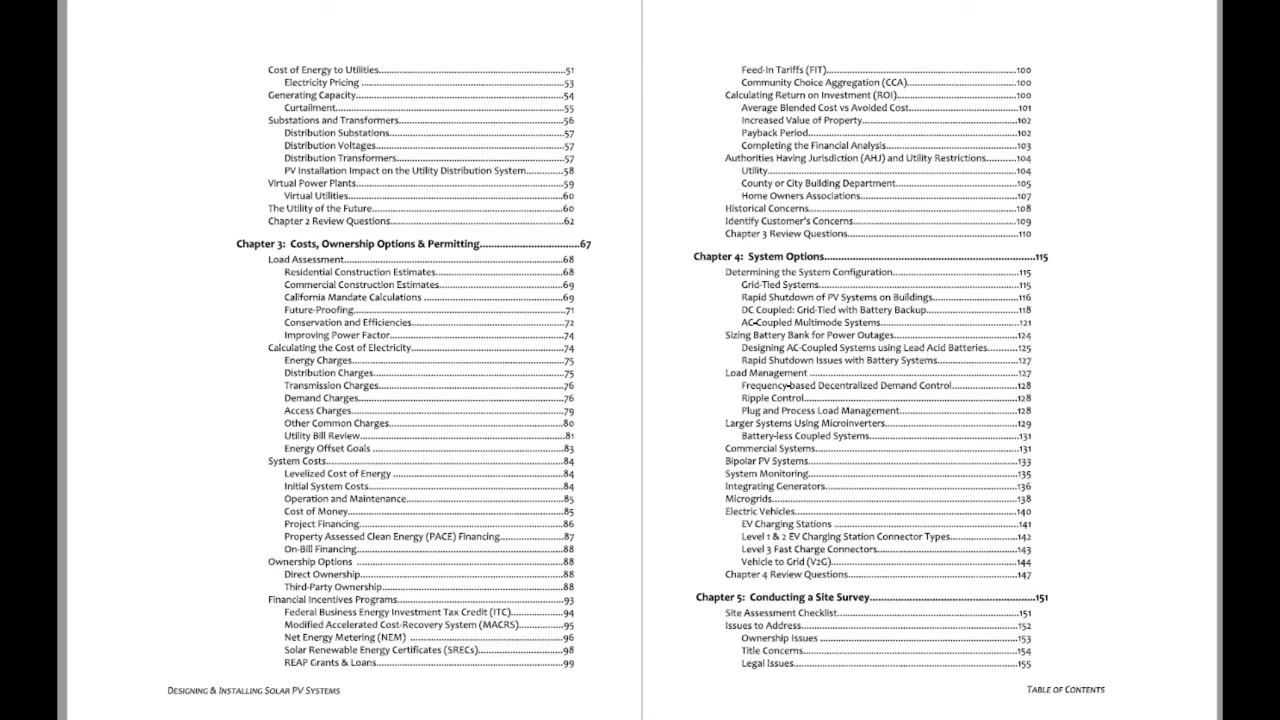 Cost of Energy to Utilities...51
Electricity Pricing ...53
Generating Capacity...54
Curtailment...55
Substations and Transformers...56
Distribution Substations...57
Distribution Voltages...57
Distribution Transformers...57
PV Installation Impact on the Utility Distribution System...58
Virtual Power Plants...59
Virtual Utilities...60
The Utility of the Future...60
Chapter 2 Review Questions...62
Chapter 3: Costs, Ownership Options & Permitting...67
Load Assessment...68
Residential Construction Estimates...68
Commercial Construction Estimates...69
California Mandate Calculations ...69
Future-Proofing...71
Conservation and Efficiencies...72
Improving Power Factor...74
Calculating the Cost of Electricity...74
Energy Charges...75
Distribution Charges...75
Transmission Charges...76
Demand Charges...76
Access Charges...79
Other Common Charges...80
Utility Bill Review...81
Energy Offset Goals ...83
System Costs...84
Levelized Cost of Energy ...84
Initial System Costs...84
Operation and Maintenance...85
Cost of Money...85
Project Financing...86
Property Assessed Clean Energy (PACE) Financing...87
On-Bill Financing...88
Ownership Options ...88
Direct Ownership...88
Third-Party Ownership...88
Financial Incentives Programs...93
Federal Business Energy Investment Tax Credit (ITC)...94
Modified Accelerated Cost-Recovery System (MACRS)...95
Net Energy Metering (NEM) ...96
Solar Renewable Energy Certificates (SRECs)...98
REAP Grants & Loans...99
DESIGNING & INSTALLING SOLAR PV SYSTEMS
Feed-In Tariffs (FIT)...100
Community Choice Aggregation (CCA)...100
Calculating Return on Investment (ROI)...100
Average Blended Cost vs Avoided Cost...101
Increased Value of Property...102
Payback Period...102
Completing the Financial Analysis...103
Authorities Having Jurisdiction (AHJ) and Utility Restrictions...104
Utility...104
County or City Building Department...105
Home Owners Associations...107
Historical Concerns...108
Identify Customer's Concerns...109
Chapter 3 Review Questions...110
Chapter 4: System Options...115
Determining the System Configuration...115
Grid-Tied Systems...115
Rapid Shutdown of PV Systems on Buildings...116
DC Coupled: Grid-Tied with Battery Backup...118
AC-Coupled Multimode Systems...121
Sizing Battery Bank for Power Outages...124
Designing AC-Coupled Systems using Lead Acid Batteries...125
Rapid Shutdown Issues with Battery Systems...127
Load Management ...127
Frequency-based Decentralized Demand Control...128
Ripple Control...128
Plug and Process Load Management...128
Larger Systems Using Microinverters...129
Battery-less Coupled Systems...131
Commercial Systems...131
Bipolar PV Systems...133
System Monitoring...135
Integrating Generators...136
Microgrids...138
Electric Vehicles...140
EV Charging Stations ...141
Level 1 & 2 EV Charging Station Connector Types...142
Level 3 Fast Charge Connectors...143
Vehicle to Grid (V2G)...144
Chapter 4 Review Questions...147
Chapter 5: Conducting a Site Survey...151
Site Assessment Checklist...151
Issues to Address...152
Ownership Issues ...153
Title Concerns...154
Legal Issues...155
TABLE OF CONTENTS